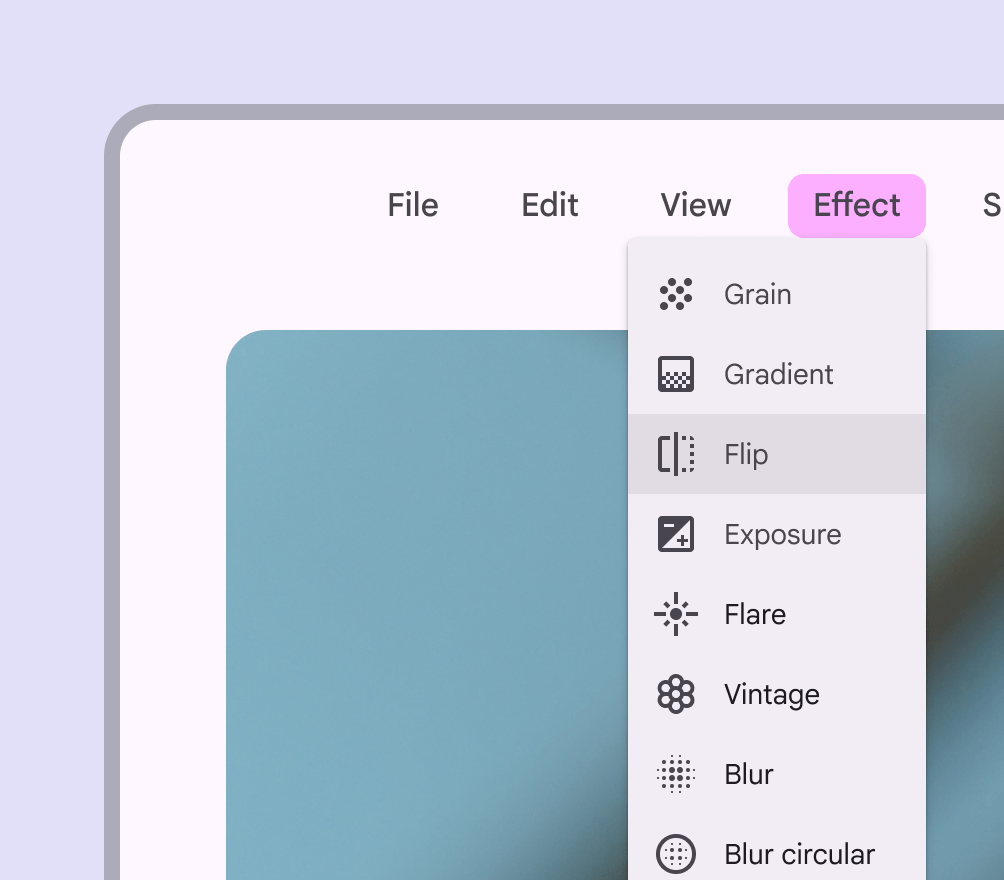 File Edit View Effect S
Grain
Gradient
Flip
Exposure
Flare
Vintage
Blur
Blur circular